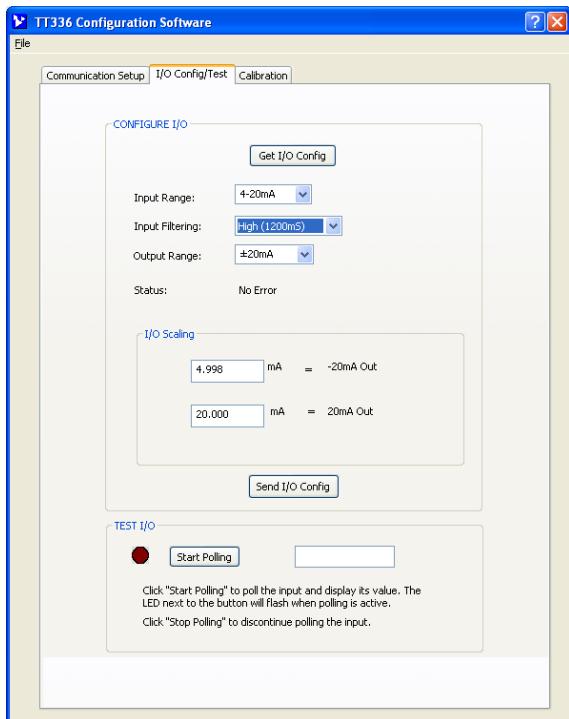 TT336 Configuration Software
File
Communication Setup I/O Config/Test Calibration
CONFIGURE I/O
Get I/O Config
Input Range: 4-20mA
Input Filtering: High (1200mS)
Output Range: ±20mA
Status: No Error
I/O Scaling
4.998 mA = -20mA Out
20.000 mA = 20mA Out
Send I/O Config
TEST I/O
Start Polling
Click "Start Polling" to poll the input and display its value. The
LED next to the button will flash when polling is active.
Click "Stop Polling" to discontinue polling the input.